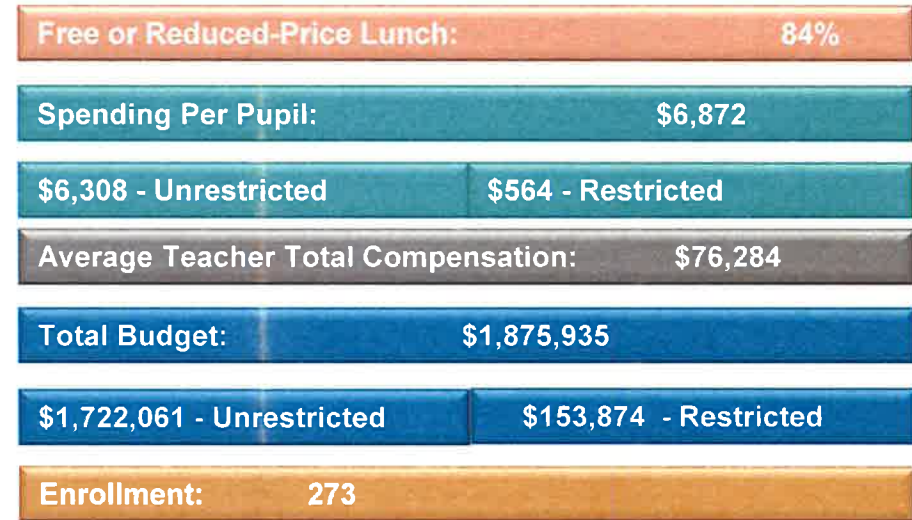 Free or Reduced-Price Lunch: 84%
Spending Per Pupil: $6,872
$6,308 - Unrestricted $564 - Restricted
Average Teacher Total Compensation: $76,284
Total Budget: $1,875,935
$1,722,061 - Unrestricted $153,874 - Restricted
Enrollment: 273